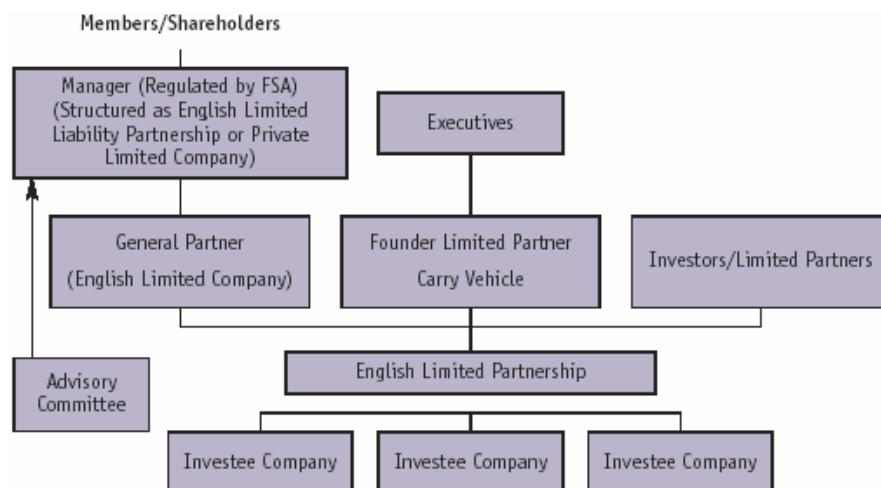 Members/Shareholders
Manager (Regulated by FSA)
(Structured as English Limited
Liability Partnership or Private
Limited Company)
Executives
General Partner
(English Limited Company)
Founder Limited Partner
Carry Vehicle
Investors/Limited Partners
English Limited Partnership
Advisory
Committee
Investee Company
Investee Company
Investee Company